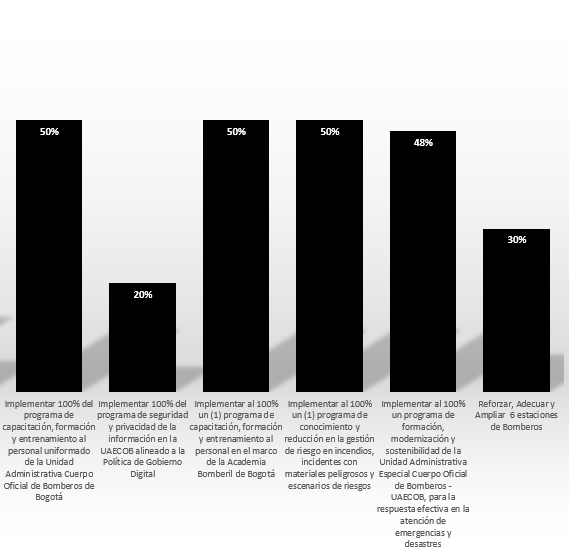 50%
20%
50%
50%
48%
30%
Implementar 100% del
programa de
capacitación, formación
y entrenamiento al
personal uniformado
de la Unidad
Administrativa Cuerpo
Oficial de Bomberos de
Bogotá
Implementar 100% del
programa de seguridad
y privacidad de la
información en la
UAECOB alineado a la
Política de Gobierno
Digital
Implementar al 100%
un (1) programa de
capacitación, formación
y entrenamiento al
personal en el marco
de la Academia
Bomberil de Bogotá
Implementar al 100%
un (1) programa de
conocimiento y
reducción en la gestión
de riesgo en incendios,
incidentes con
materiales peligrosos y
escenarios de riesgos
Implementar al 100%
un programa de
formación,
modernización y
sostenibilidad de la
Unidad Administrativa
Especial Cuerpo Oficial
de Bomberos -
UAECOB, para la
respuesta efectiva en la
atención de
emergencias y
desastres
Reforzar, Adecuar y
Ampliar 6 estaciones
de Bomberos